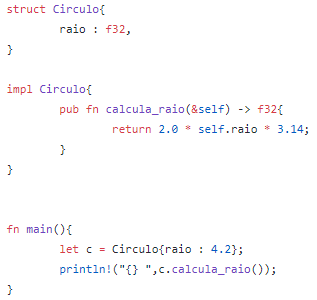 struct Circulo{
        raio : f32,
}

impl Circulo{
        pub fn calcula_raio(&self) -> f32{
                return 2.0 * self.raio * 3.14;
        }
}


fn main(){
        let c = Circulo{raio : 4.2};
        println!("{} ",c.calcula_raio());
}